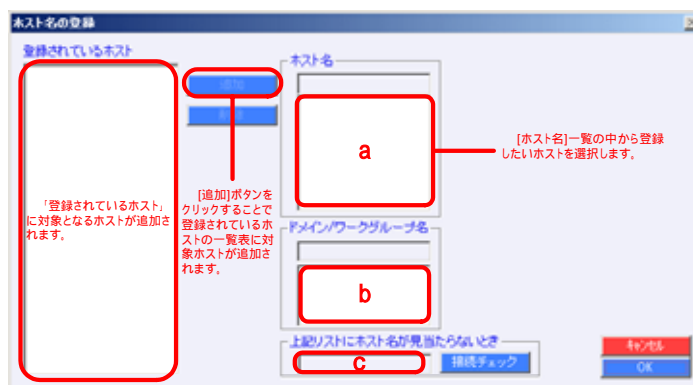 ホスト名の登録
登録されているホスト
追加
削除
ホスト名
a
[ホスト名]一覧の中から登録
したいホストを選択します。
「登録されているホスト」
に対象となるホストが追加さ
れます。
[追加]ボタンを
クリックすることで
登録されているホ
ストの一覧表に対
象ホストが追加さ
れます。
ドメイン/ワークグループ名
b
上記リストにホスト名が見当たらないとき
c
接続チェック
キャンセル
OK